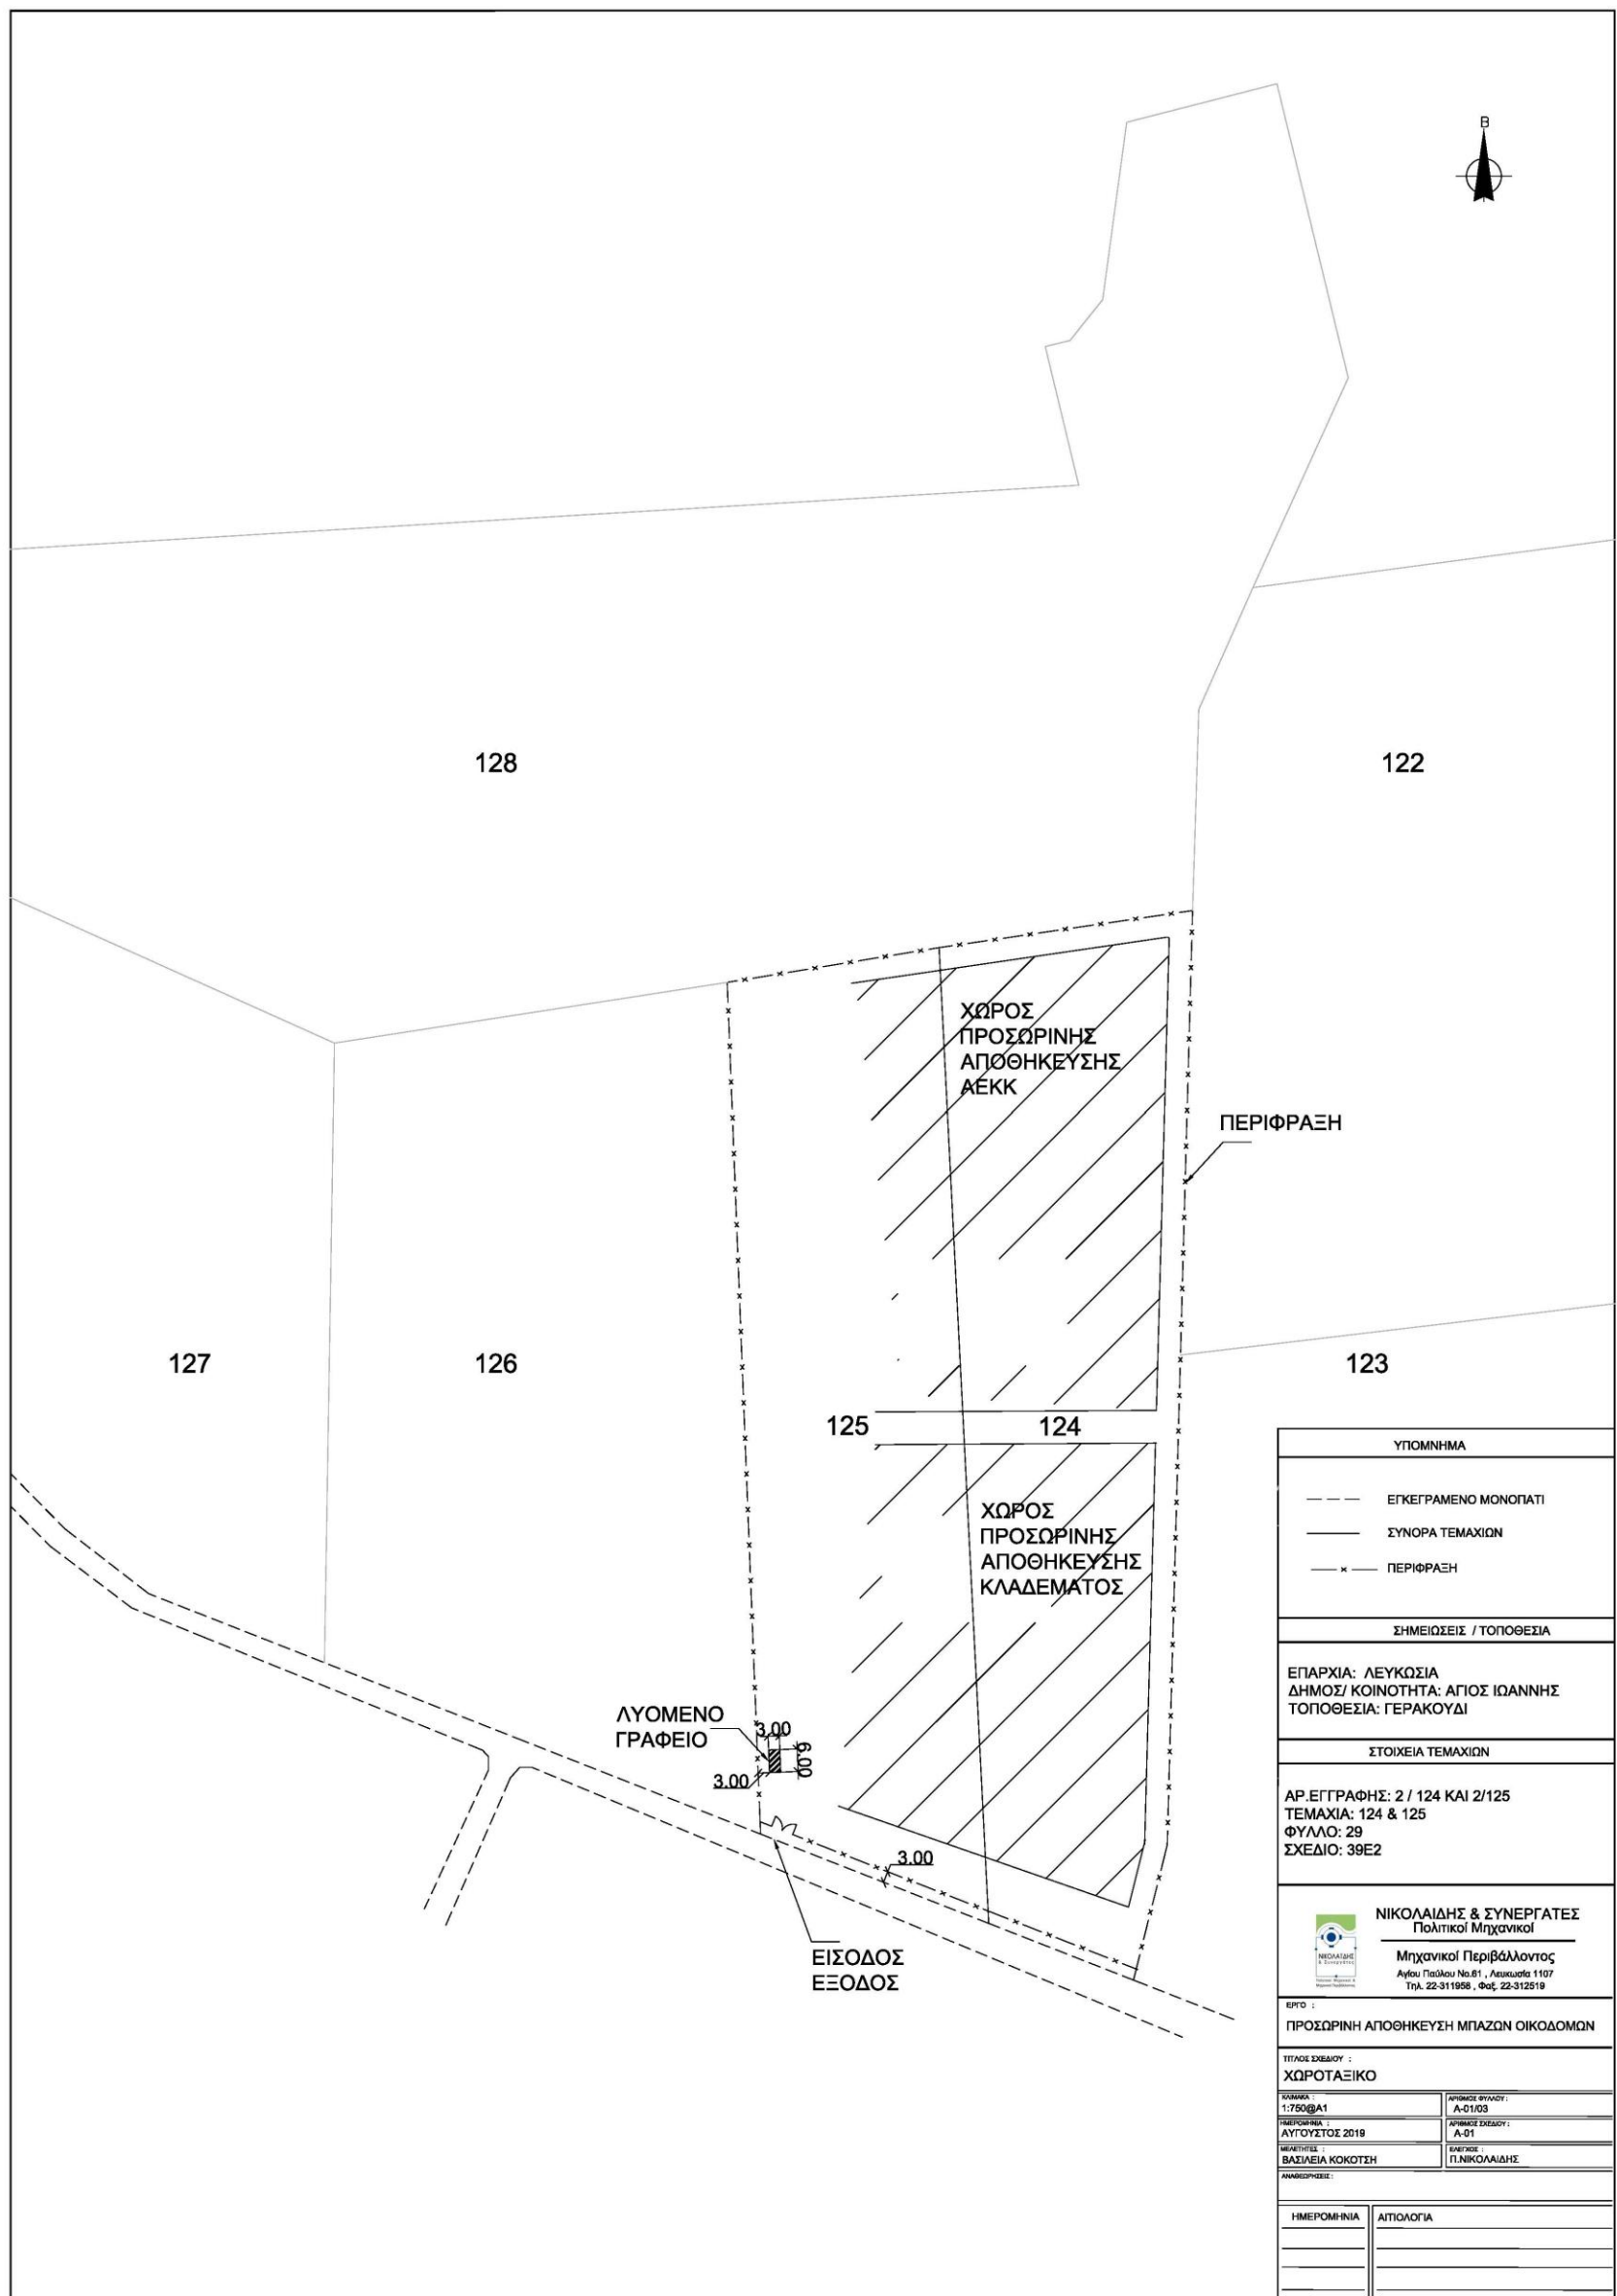 B
128
122
ΧΩΡΟΣ
ΠΡΟΣΩΡΙΝΗΣ
ΑΠΟΘΗΚΕΥΣΗΣ
ΑΕΚΚ
ΠΕΡΙΦΡΑΞΗ
127
126
123
125
124
ΧΩΡΟΣ
ΠΡΟΣΩΡΙΝΗΣ
ΑΠΟΘΗΚΕΥΣΗΣ
ΚΛΑΔΕΜΑΤΟΣ
ΛΥΟΜΕΝΟ
ΓΡΑΦΕΙΟ
3.00
6.00
3.00
3.00
ΕΙΣΟΔΟΣ
ΕΞΟΔΟΣ
ΥΠΟΜΝΗΜΑ
ΕΓΚΕΓΡΑΜΕΝΟ ΜΟΝΟΠΑΤΙ
ΣΥΝΟΡΑ ΤΕΜΑΧΙΩΝ
ΠΕΡΙΦΡΑΞΗ
ΣΗΜΕΙΩΣΕΙΣ / ΤΟΠΟΘΕΣΙΑ
ΕΠΑΡΧΙΑ: ΛΕΥΚΩΣΙΑ
ΔΗΜΟΣ/ ΚΟΙΝΟΤΗΤΑ: ΑΓΙΟΣ ΙΩΑΝΝΗΣ
ΤΟΠΟΘΕΣΙΑ: ΓΕΡΑΚΟΥΔΙ
ΣΤΟΙΧΕΙΑ ΤΕΜΑΧΙΩΝ
ΑΡ.ΕΓΓΡΑΦΗΣ: 2 / 124 ΚΑΙ 2/125
ΤΕΜΑΧΙΑ: 124 & 125
ΦΥΛΛΟ: 29
ΣΧΕΔΙΟ: 39E2
ΝΙΚΟΛΑΙΔΗΣ & ΣΥΝΕΡΓΑΤΕΣ
Πολιτικοί Μηχανικοί
Μηχανικοί Περιβάλλοντος
Αγίου Παύλου Νο.61 , Λευκωσία 1107
Τηλ. 22-311958 , Φαξ. 22-312519
ΝΙΚΟΛΑΙΔΗΣ
& Συνεργάτες
ΕΡΓΟ :
ΠΡΟΣΩΡΙΝΗ ΑΠΟΘΗΚΕΥΣΗ ΜΠΑΖΩΝ ΟΙΚΟΔΟΜΩΝ
ΤΙΤΛΟΣ ΣΧΕΔΙΟΥ :
ΧΩΡΟΤΑΞΙΚΟ
ΚΛΙΜΑΚΑ :
1:750@A1
ΑΡΙΘΜΟΣ ΦΥΛΛΟΥ :
A-01/03
ΗΜΕΡΟΜΗΝΙΑ :
ΑΥΓΟΥΣΤΟΣ 2019
ΑΡΙΘΜΟΣ ΣΧΕΔΙΟΥ :
A-01
ΜΕΛΕΤΗΤΕΣ :
ΒΑΣΙΛΕΙΑ ΚΟΚΟΤΣΗ
ΕΛΕΓΧΟΣ :
Π.ΝΙΚΟΛΑΙΔΗΣ
ΑΝΑΘΕΩΡΗΣΕΙΣ :
ΗΜΕΡΟΜΗΝΙΑ
ΑΙΤΙΟΛΟΓΙΑ